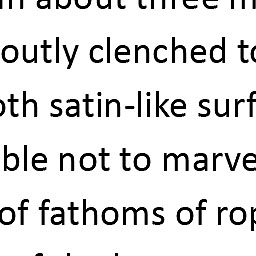 about three
outly clenched to
oth satin-like surf
ble not to marve
of fathoms of rop